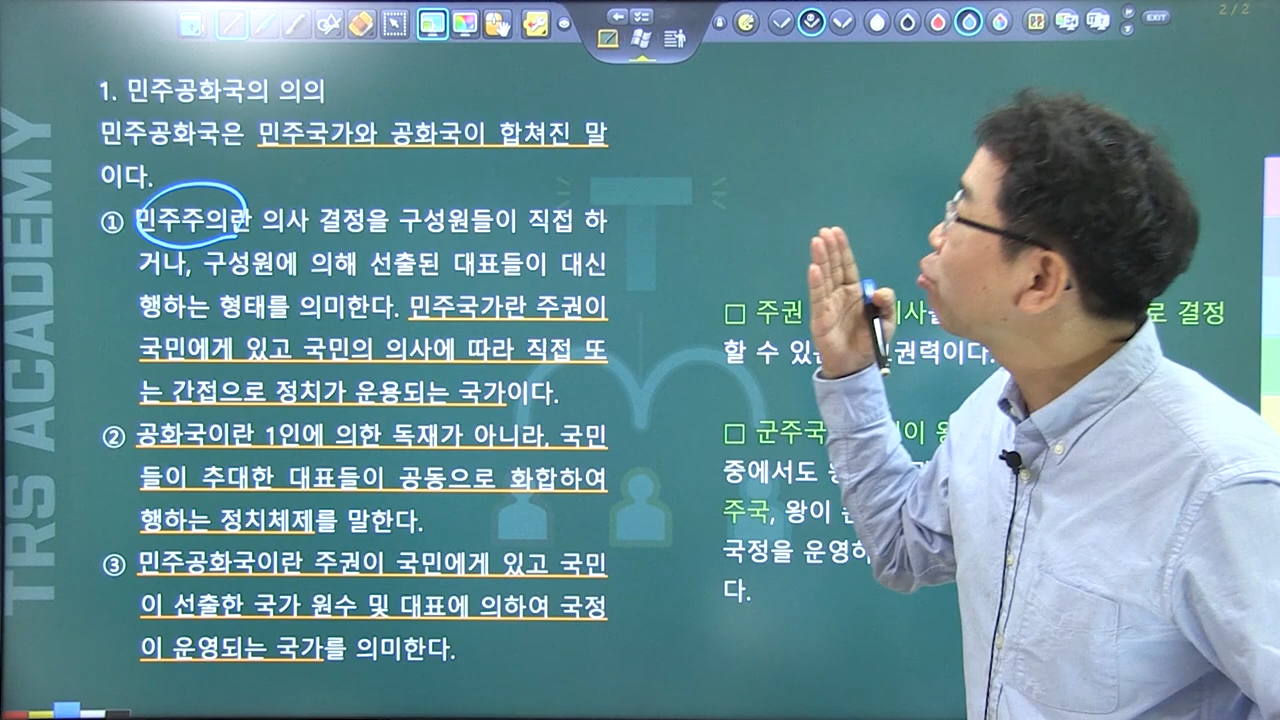 2 / 2
EXIT
TRS ACADEMY
1. 민주공화국의 의의
민주공화국은 민주국가와 공화국이 합쳐진 말
이다.
① 민주주의란 의사 결정을 구성원들이 직접 하
거나, 구성원에 의해 선출된 대표들이 대신
행하는 형태를 의미한다. 민주국가란 주권이
국민에게 있고 국민의 의사에 따라 직접 또
는 간접으로 정치가 운용되는 국가이다.
② 공화국이란 1인에 의한 독재가 아니라, 국민
들이 추대한 대표들이 공동으로 화합하여
행하는 정치체제를 말한다.
③ 민주공화국이란 주권이 국민에게 있고 국민
이 선출한 국가 원수 및 대표에 의하여 국정
이 운영되는 국가를 의미한다.
□ 주권 로 결정
할 수 있는 권력이다.
□ 군주국
중에서도
주국, 왕이
국정을 운영하
다.